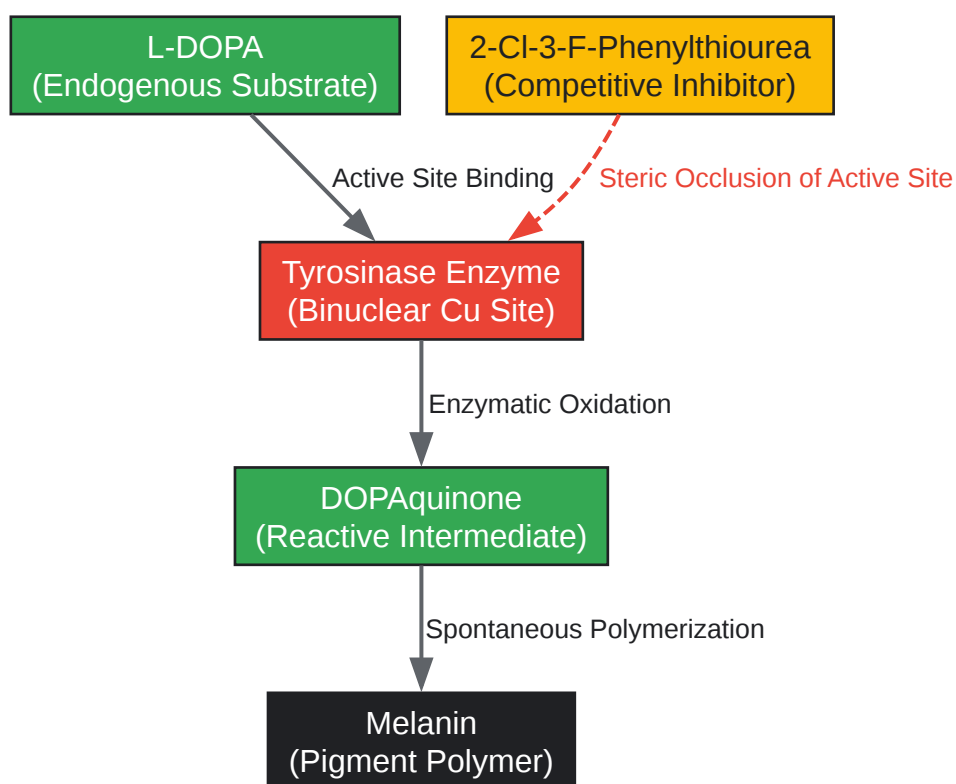 L-DOPA
(Endogenous Substrate)
2-Cl-3-F-Phenylthiourea
(Competitive Inhibitor)
Active Site Binding
Steric Occlusion of Active Site
Tyrosinase Enzyme
(Binuclear Cu Site)
Enzymatic Oxidation
DOPAquinone
(Reactive Intermediate)
Spontaneous Polymerization
Melanin
(Pigment Polymer)